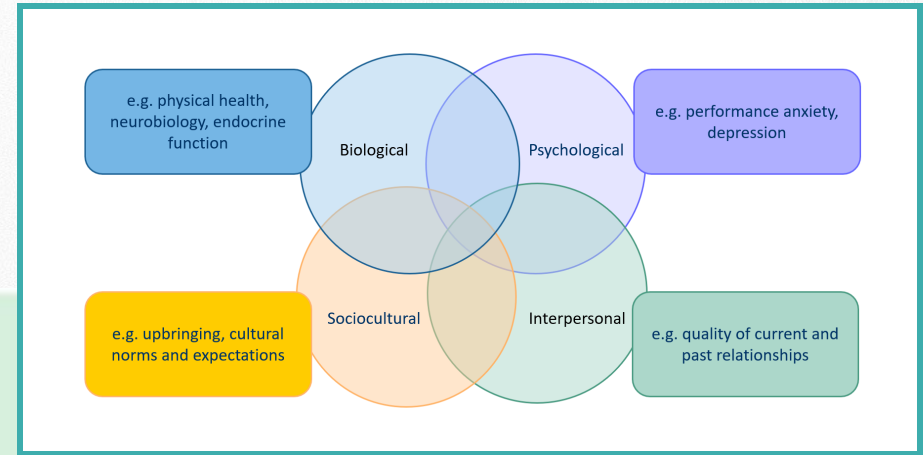 e.g. physical health,
neurobiology, endocrine
function
Biological
Psychological
e.g. performance anxiety,
depression
e.g. upbringing, cultural
norms and expectations
Sociocultural
Interpersonal
e.g. quality of current and
past relationships